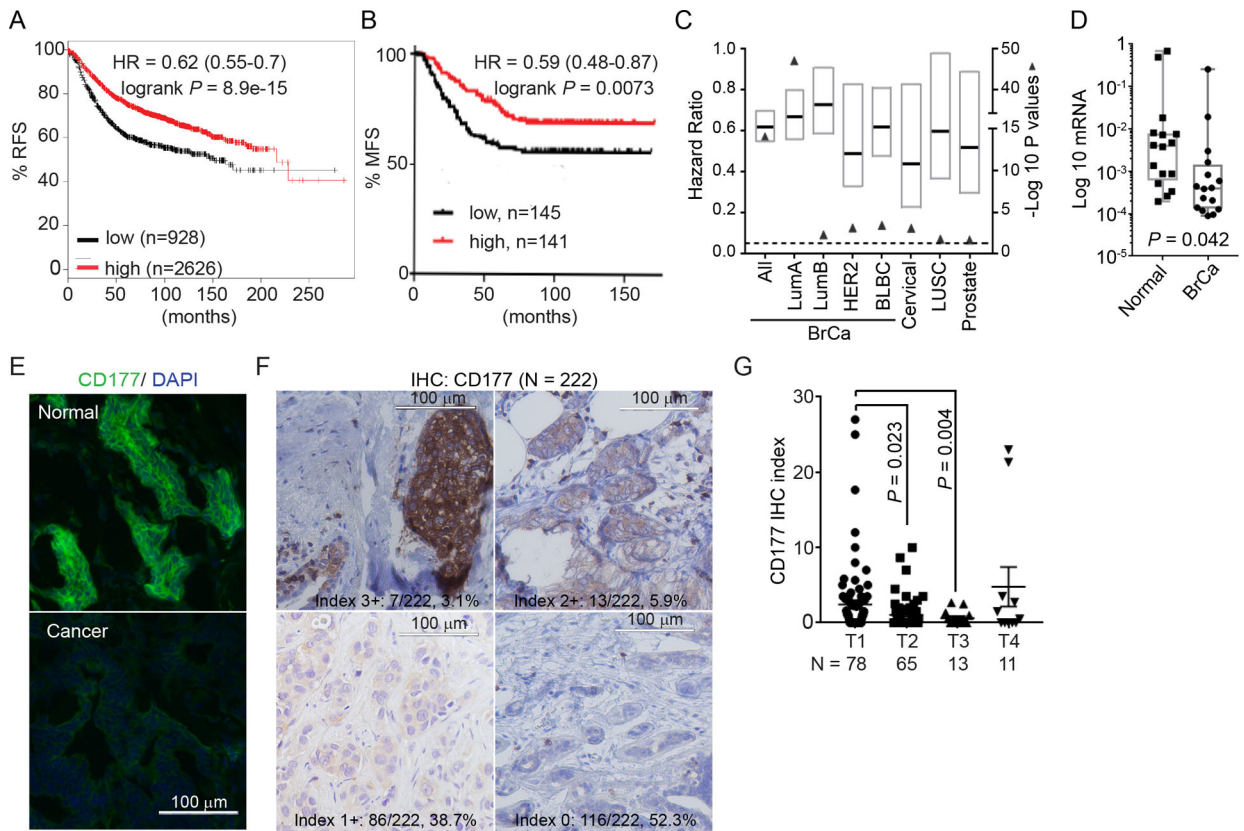 A
HR = 0.62 (0.55-0.7)
logrank P = 8.9e-15
% RFS
100
80
60
40
20
0
low (n=928)
high (n=2626)
0 50 100 150 200 250
(months)
B
HR = 0.59 (0.48-0.87)
logrank P = 0.0073
% MFS
100
50
0
low, n=145
high, n=141
0 50 100 150
(months)
C
Hazard Ratio
1.0
0.8
0.6
0.4
0.2
0.0
50
40
30
15
10
5
0
-Log 10 P values ▲
All
LumA
LumB
HER2
BLBC
Cervical
LUSC
Prostate
BrCa
D
Log 10 mRNA
10⁰
10⁻¹
10⁻²
10⁻³
10⁻⁴
10⁻⁵
P = 0.042
Normal
BrCa
E
CD177/ DAPI
Normal
Cancer
100 μm
F
IHC: CD177 (N = 222)
100 μm
Index 3+: 7/222, 3.1%
100 μm
Index 2+: 13/222, 5.9%
100 μm
Index 1+: 86/222, 38.7%
100 μm
Index 0: 116/222, 52.3%
G
CD177 IHC index
30
20
10
0
P = 0.023
P = 0.004
T1 T2 T3 T4
N = 78 65 13 11